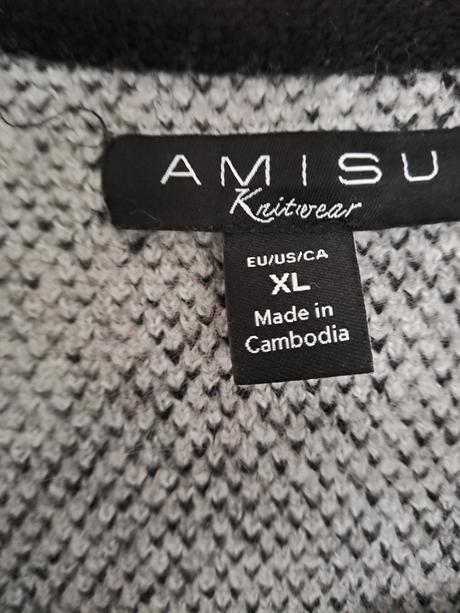 AMISU
Knitwear
EU/US/CA
XL
Made in
Cambodia